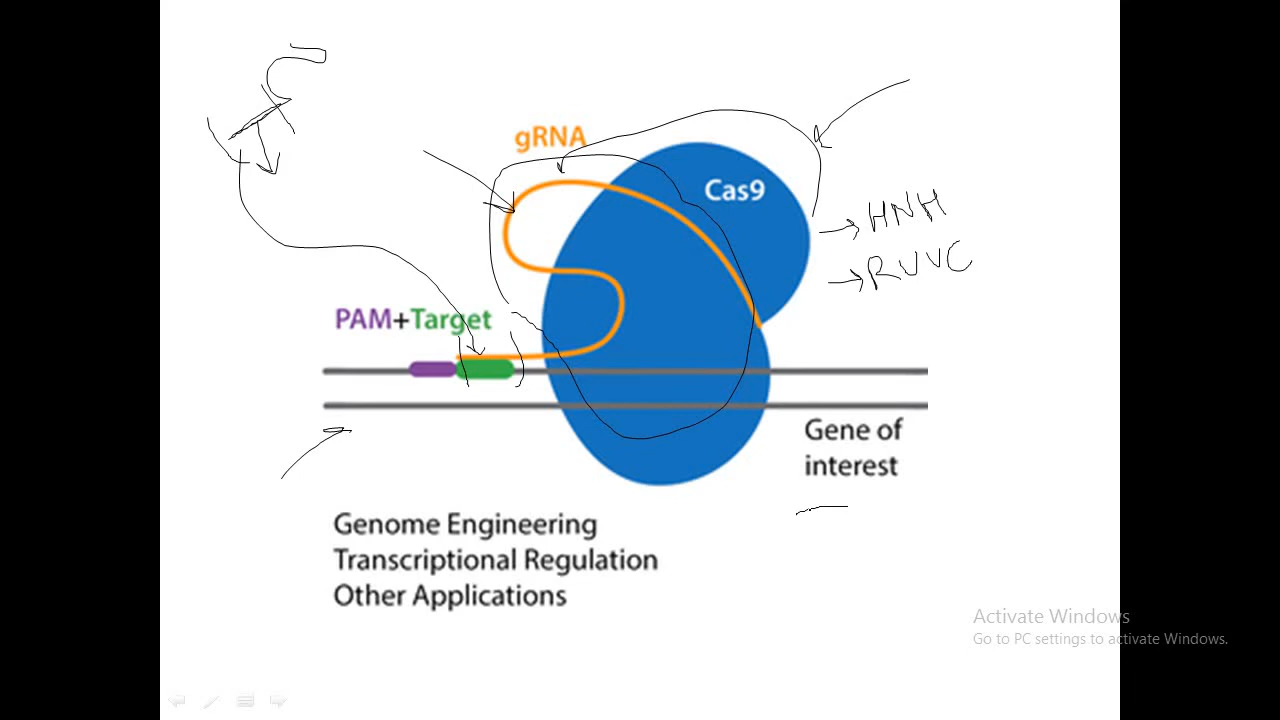 gRNA
Cas9
HNH
RUVC
PAM+Target
Gene of
interest
Genome Engineering
Transcriptional Regulation
Other Applications
Activate Windows
Go to PC settings to activate Windows.